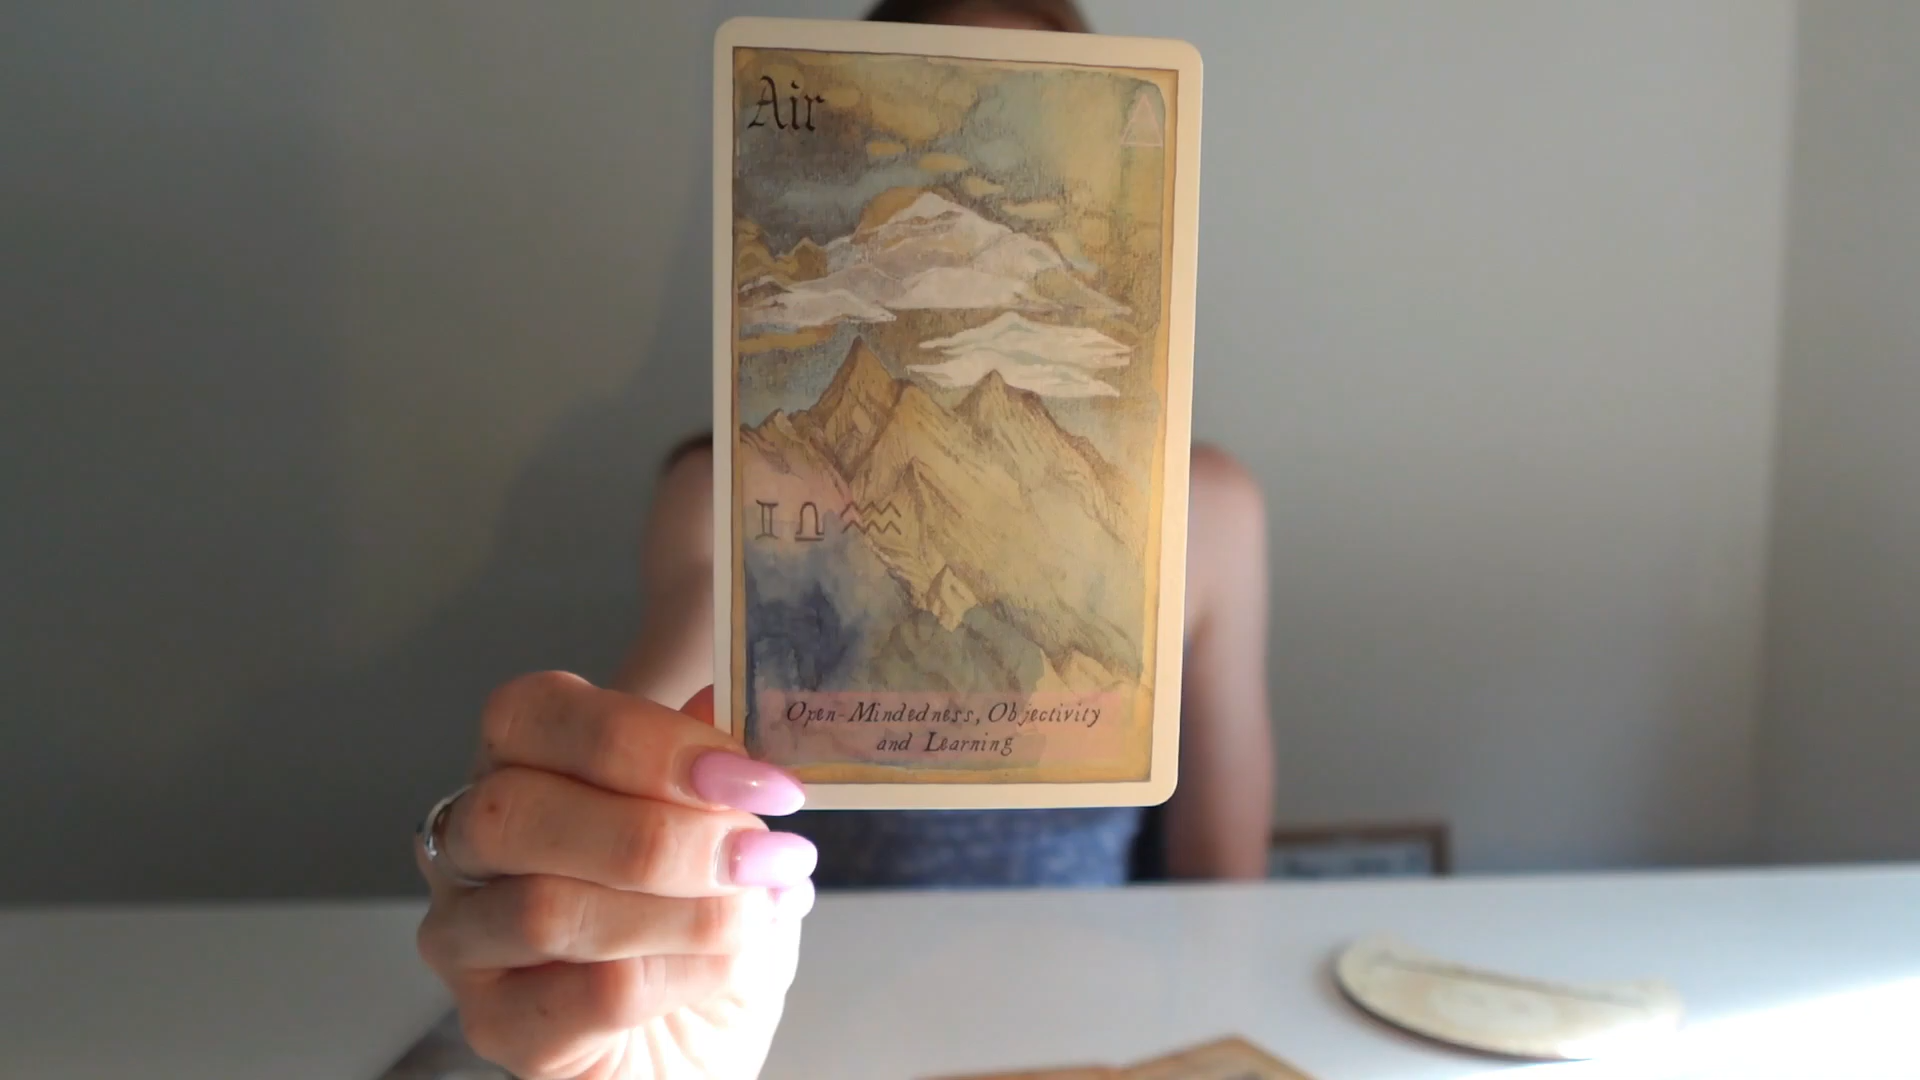 Air
♊ ♎ ♒
Open-Mindedness, Objectivity
and Learning